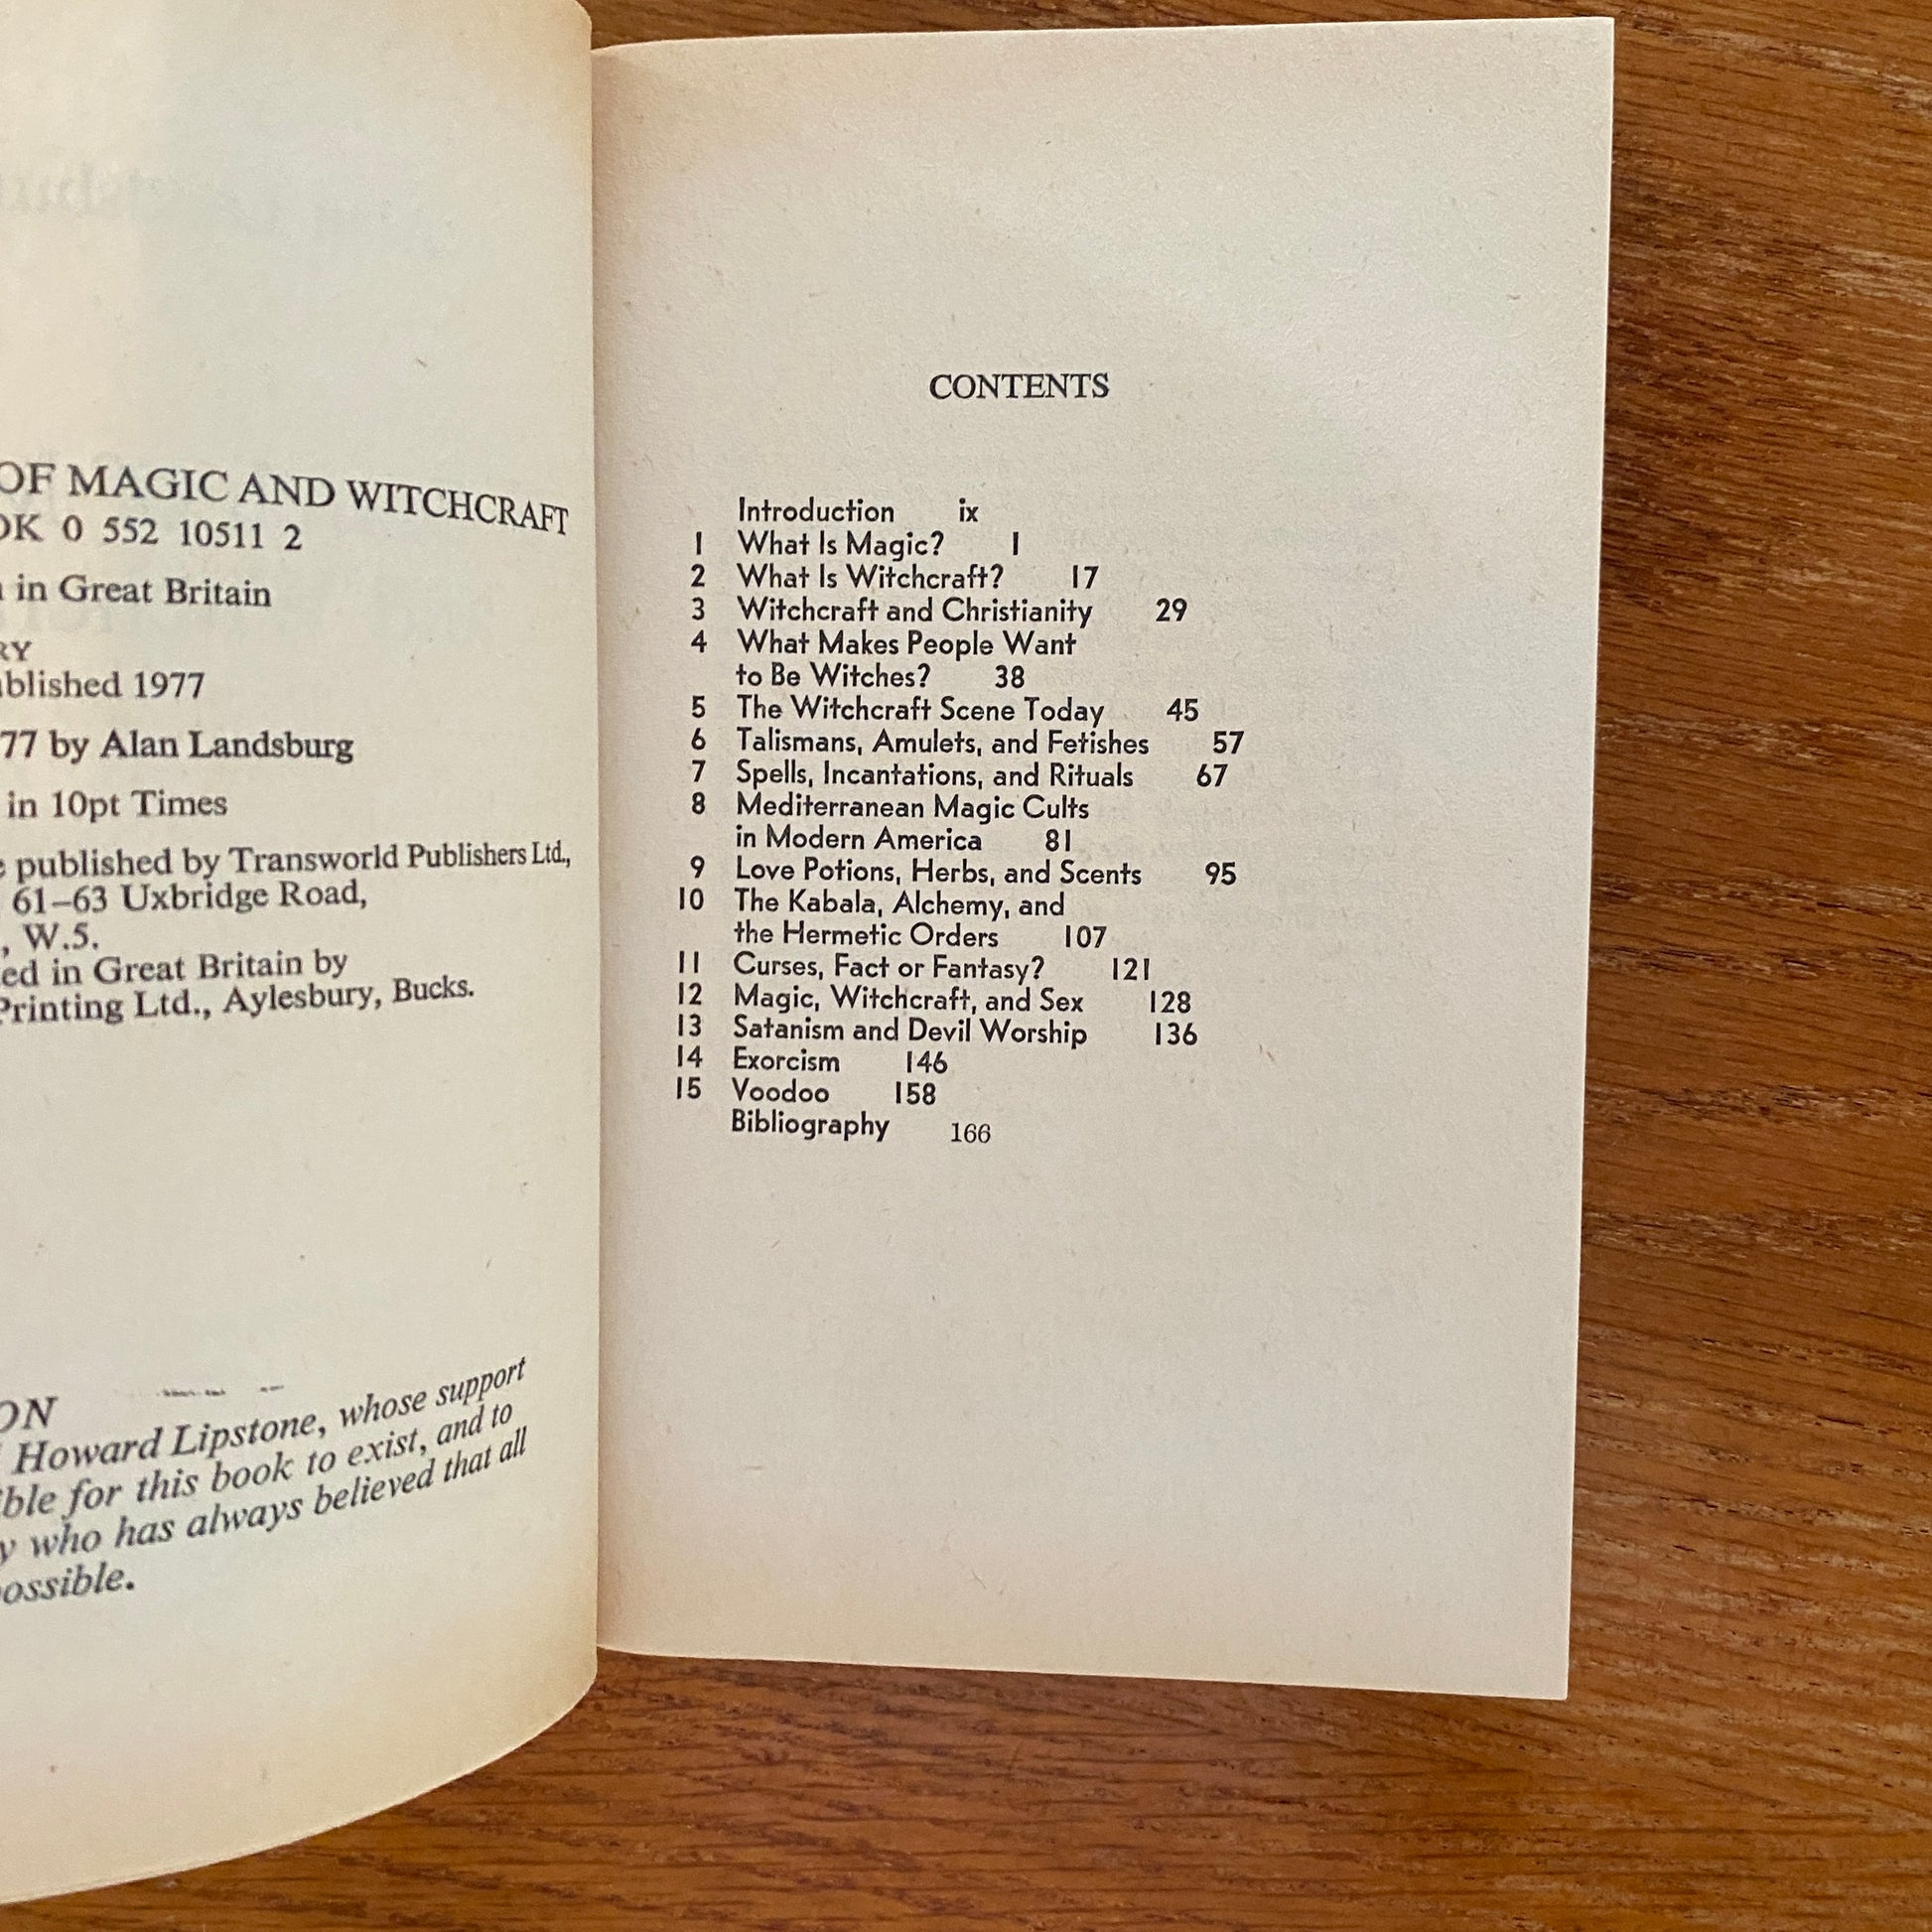 OF MAGIC AND WITCHCRAFT
OK 0 552 10511 2
in Great Britain
RY
blished 1977
77 by Alan Landsburg
in 10pt Times
published by Transworld Publishers Ltd.,
61–63 Uxbridge Road,
, W.5.
ed in Great Britain by
Printing Ltd., Aylesbury, Bucks.
ON
Howard Lipstone, whose support
ible for this book to exist, and to
y who has always believed that all
possible.
CONTENTS
Introduction ix
1 What Is Magic? 1
2 What Is Witchcraft? 17
3 Witchcraft and Christianity 29
4 What Makes People Want
to Be Witches? 38
5 The Witchcraft Scene Today 45
6 Talismans, Amulets, and Fetishes 57
7 Spells, Incantations, and Rituals 67
8 Mediterranean Magic Cults
in Modern America 81
9 Love Potions, Herbs, and Scents 95
10 The Kabala, Alchemy, and
the Hermetic Orders 107
11 Curses, Fact or Fantasy? 121
12 Magic, Witchcraft, and Sex 128
13 Satanism and Devil Worship 136
14 Exorcism 146
15 Voodoo 158
Bibliography 166